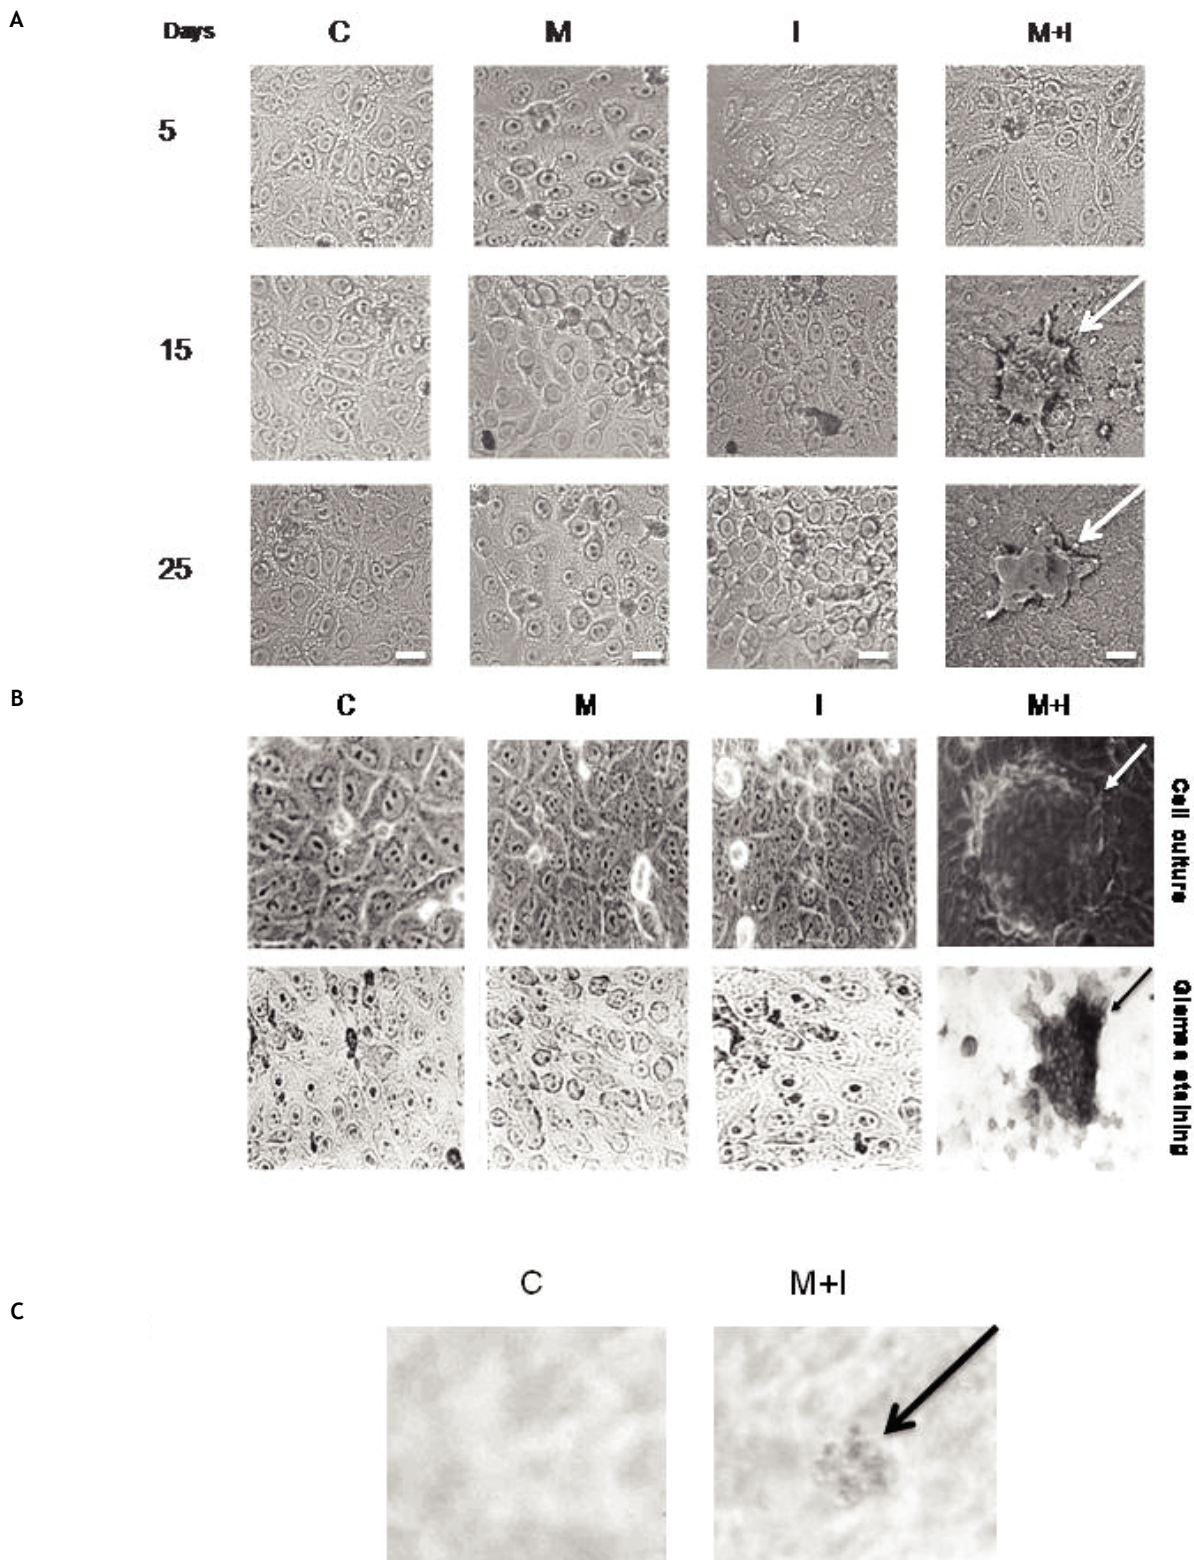 A
Days C M I M+I
5
15
25
B
C M I M+I
Cell culture
Giemsa staining
C M+I
C